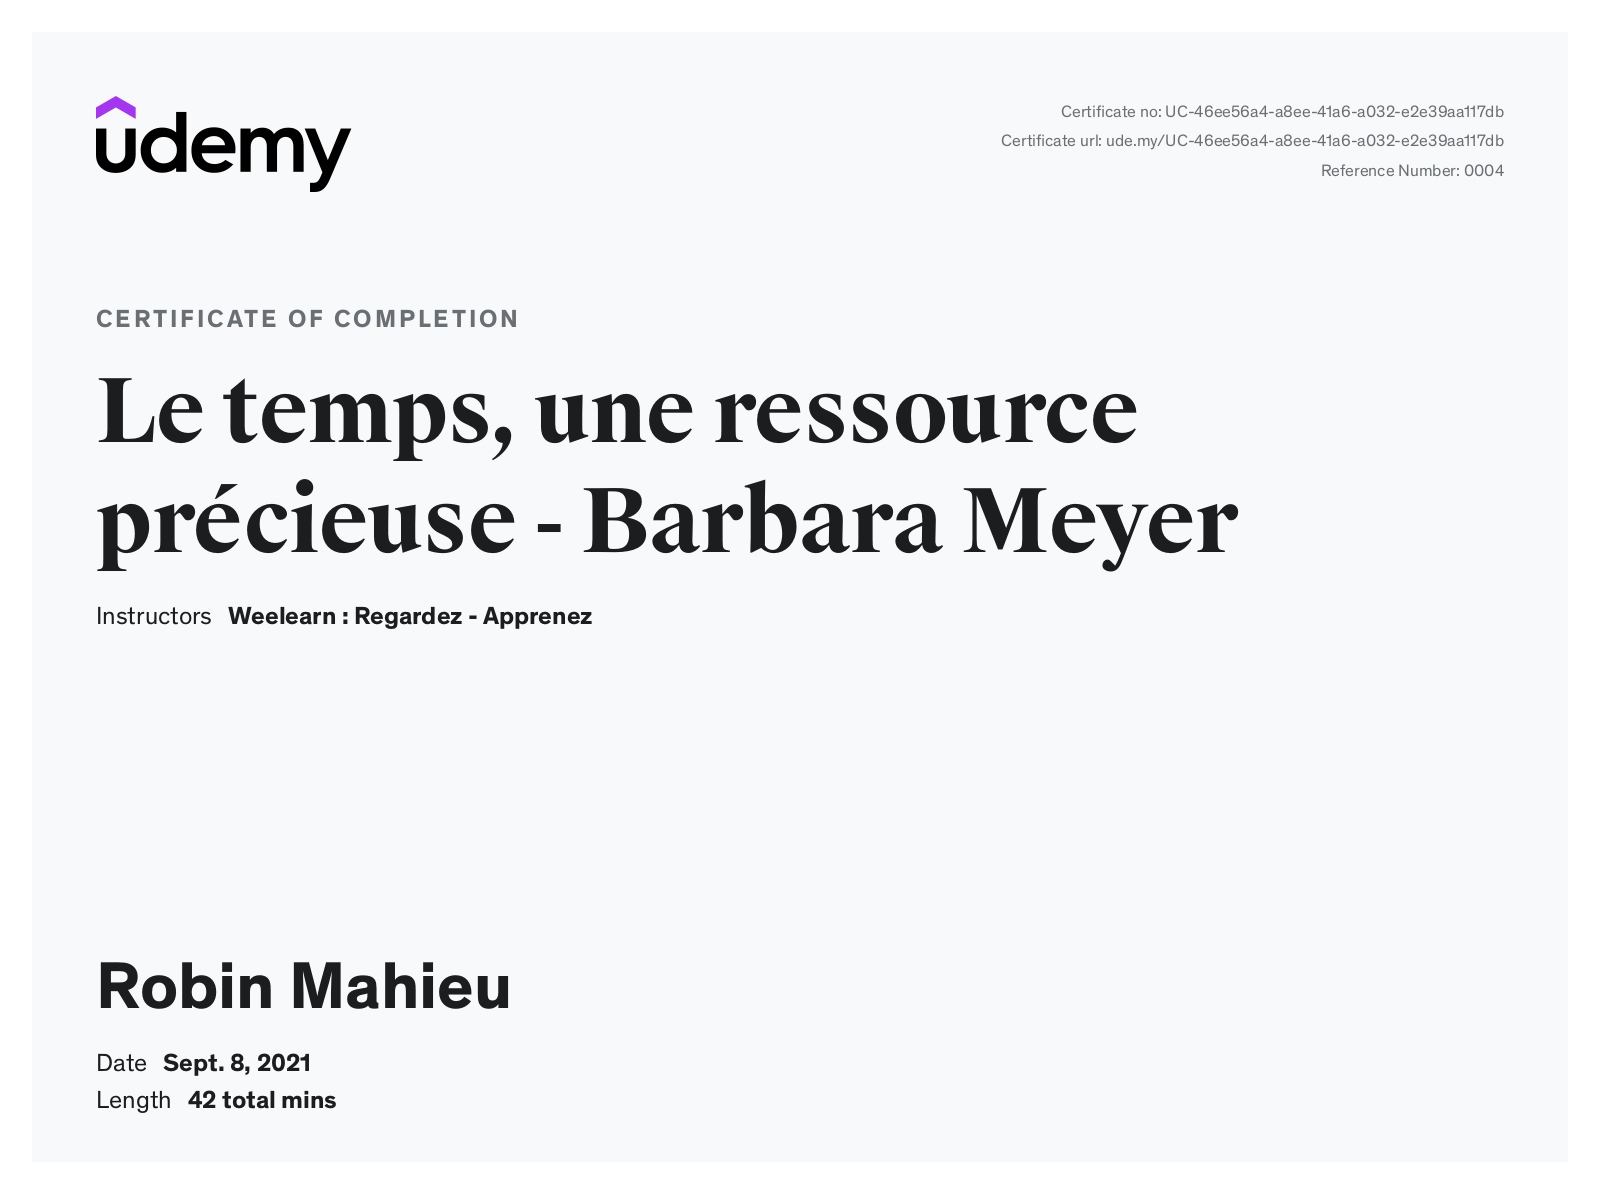 udemy
Certificate no: UC-46ee56a4-a8ee-41a6-a032-e2e39aa117db
Certificate url: ude.my/UC-46ee56a4-a8ee-41a6-a032-e2e39aa117db
Reference Number: 0004
CERTIFICATE OF COMPLETION
Le temps, une ressource
précieuse - Barbara Meyer
Instructors Weelearn : Regardez - Apprenez
Robin Mahieu
Date Sept. 8, 2021
Length 42 total mins